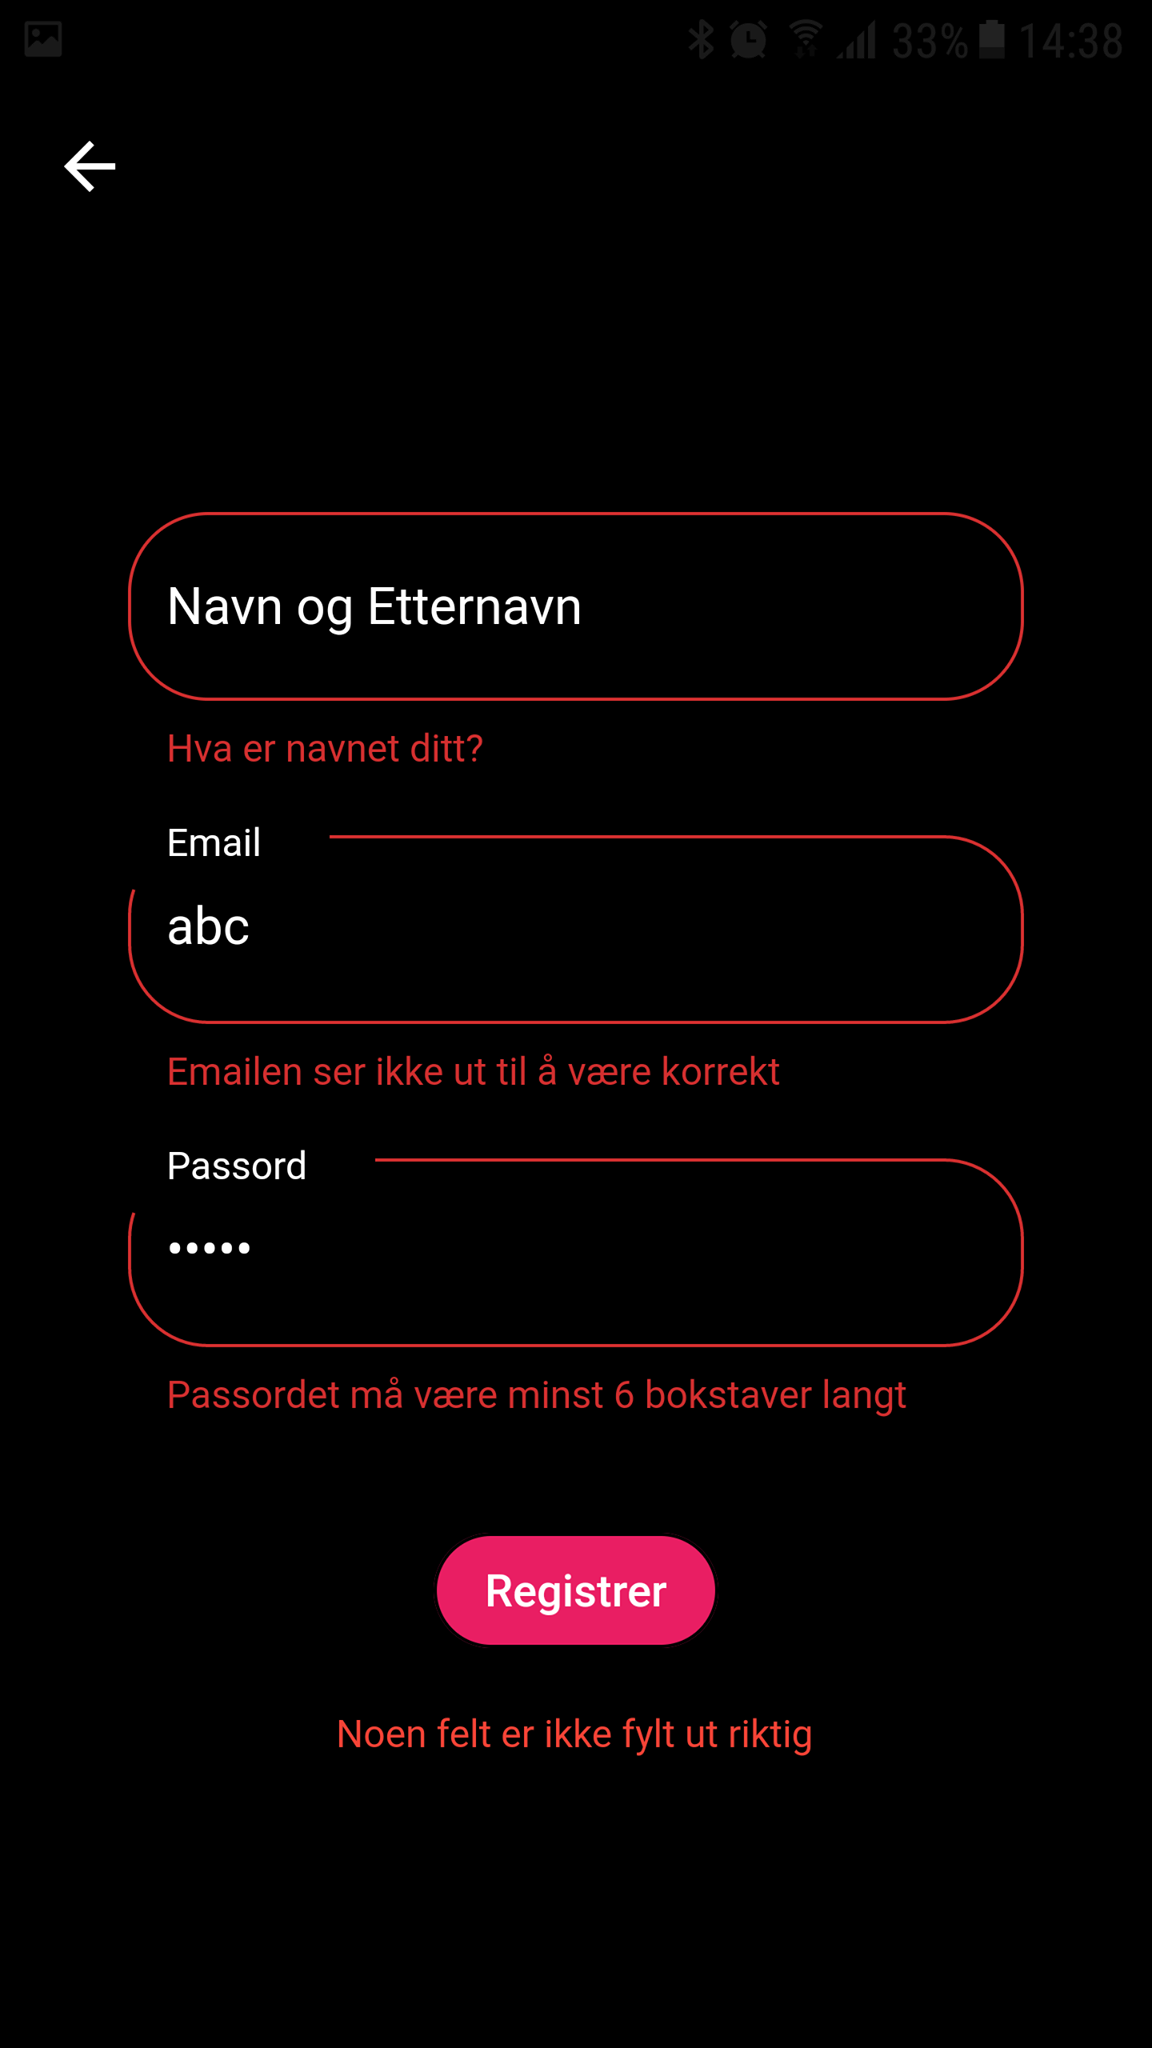 33% 14:38
Navn og Etternavn
Hva er navnet ditt?
Email
abc
Emailen ser ikke ut til å være korrekt
Passord
•••••
Passordet må være minst 6 bokstaver langt
Registrer
Noen felt er ikke fylt ut riktig